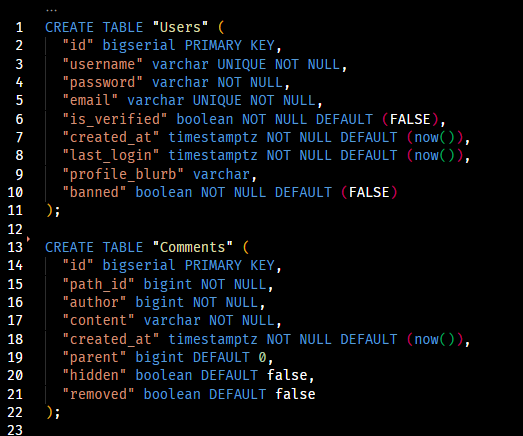 ...
1 CREATE TABLE "Users" (
2 "id" bigserial PRIMARY KEY,
3 "username" varchar UNIQUE NOT NULL,
4 "password" varchar NOT NULL,
5 "email" varchar UNIQUE NOT NULL,
6 "is_verified" boolean NOT NULL DEFAULT (FALSE),
7 "created_at" timestamptz NOT NULL DEFAULT (now()),
8 "last_login" timestamptz NOT NULL DEFAULT (now()),
9 "profile_blurb" varchar,
10 "banned" boolean NOT NULL DEFAULT (FALSE)
11 );
12
13 CREATE TABLE "Comments" (
14 "id" bigserial PRIMARY KEY,
15 "path_id" bigint NOT NULL,
16 "author" bigint NOT NULL,
17 "content" varchar NOT NULL,
18 "created_at" timestamptz NOT NULL DEFAULT (now()),
19 "parent" bigint DEFAULT 0,
20 "hidden" boolean DEFAULT false,
21 "removed" boolean DEFAULT false
22 );
23